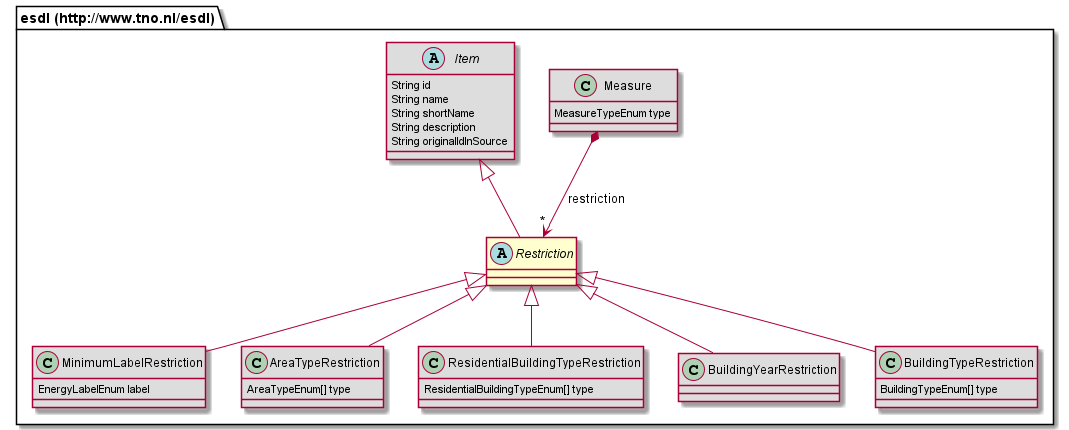 esdl (http://www.tno.nl/esdl)
A Item
String id
String name
String shortName
String description
String originalIdInSource
C Measure
MeasureTypeEnum type
restriction
*
A Restriction
C MinimumLabelRestriction
EnergyLabelEnum label
C AreaTypeRestriction
AreaTypeEnum[] type
C ResidentialBuildingTypeRestriction
ResidentialBuildingTypeEnum[] type
C BuildingYearRestriction
C BuildingTypeRestriction
BuildingTypeEnum[] type